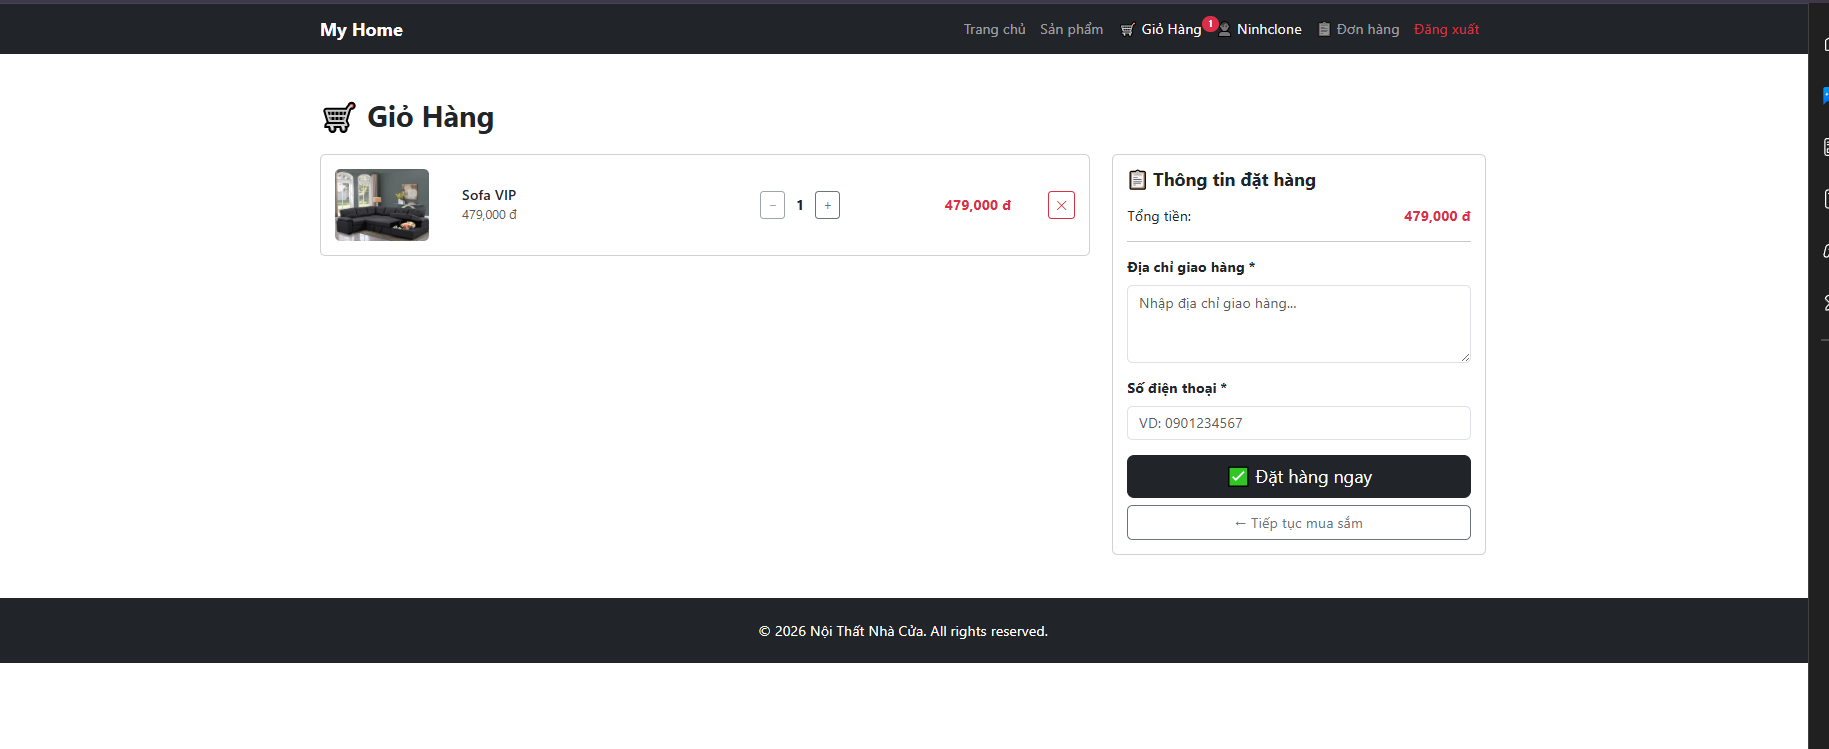 My Home
Trang chủ Sản phẩm 🛒 Giỏ Hàng 1 👤 Ninhclone 📋 Đơn hàng Đăng xuất
🛒 Giỏ Hàng
Sofa VIP
479,000 đ
− 1 +
479,000 đ
📋 Thông tin đặt hàng
Tổng tiền: 479,000 đ
Địa chỉ giao hàng *
Nhập địa chỉ giao hàng...
Số điện thoại *
VD: 0901234567
✅ Đặt hàng ngay
← Tiếp tục mua sắm
© 2026 Nội Thất Nhà Cửa. All rights reserved.